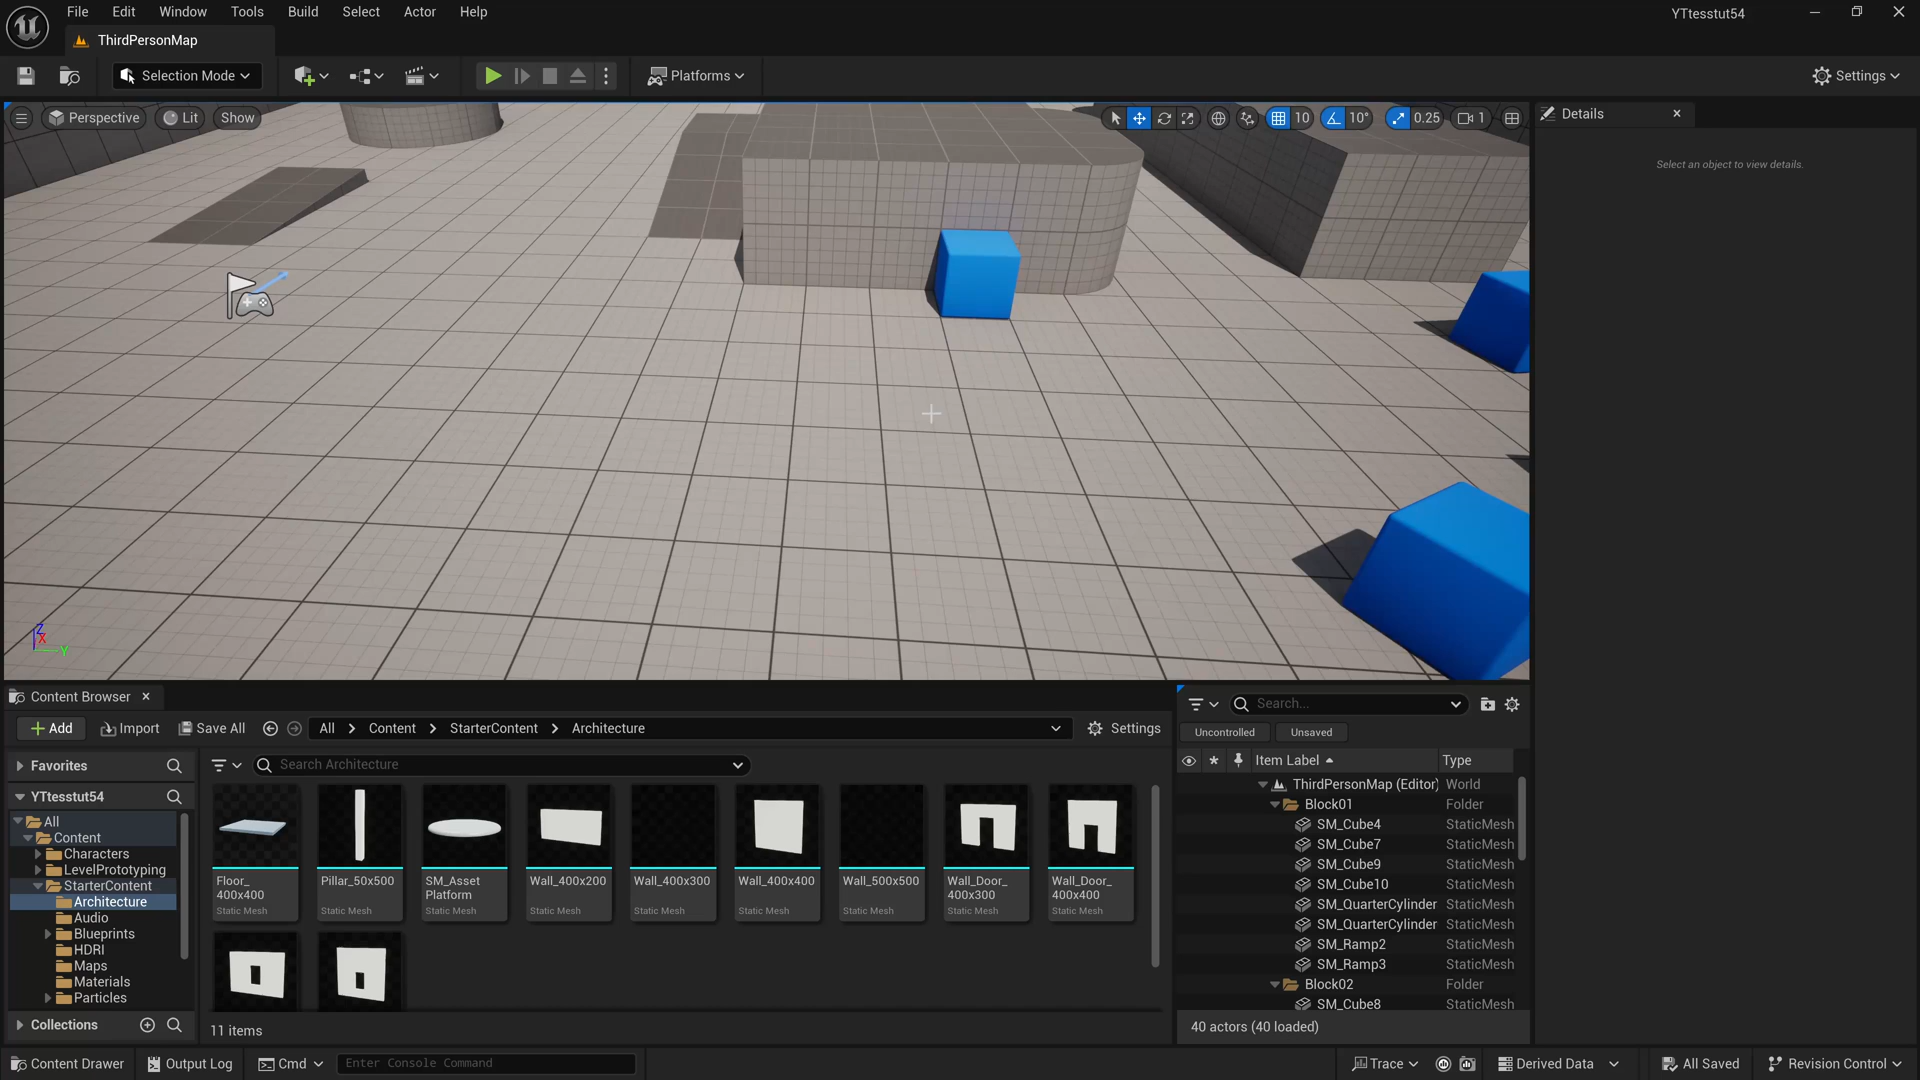 File Edit Window Tools Build Select Actor Help
YTtesstut54
ThirdPersonMap
Selection Mode
Platforms
Settings
Perspective Lit Show
10 10° 0.25 1
Details
Select an object to view details.
Z
X
Y
Content Browser
Add Import Save All All Content StarterContent Architecture Settings
Favorites
Search Architecture
YTtesstut54
All
Content
Characters
LevelPrototyping
StarterContent
Architecture
Audio
Blueprints
HDRI
Maps
Materials
Particles
Collections
Floor_
400x400
Static Mesh
Pillar_50x500
Static Mesh
SM_Asset
Platform
Static Mesh
Wall_400x200
Static Mesh
Wall_400x300
Static Mesh
Wall_400x400
Static Mesh
Wall_500x500
Static Mesh
Wall_Door_
400x300
Static Mesh
Wall_Door_
400x400
Static Mesh
11 items
Search...
Uncontrolled Unsaved
Item Label Type
ThirdPersonMap (Editor) World
Block01 Folder
SM_Cube4 StaticMesh
SM_Cube7 StaticMesh
SM_Cube9 StaticMesh
SM_Cube10 StaticMesh
SM_QuarterCylinder StaticMesh
SM_QuarterCylinder StaticMesh
SM_Ramp2 StaticMesh
SM_Ramp3 StaticMesh
Block02 Folder
SM_Cube8 StaticMesh
40 actors (40 loaded)
Content Drawer Output Log Cmd Enter Console Command
Trace Derived Data All Saved Revision Control